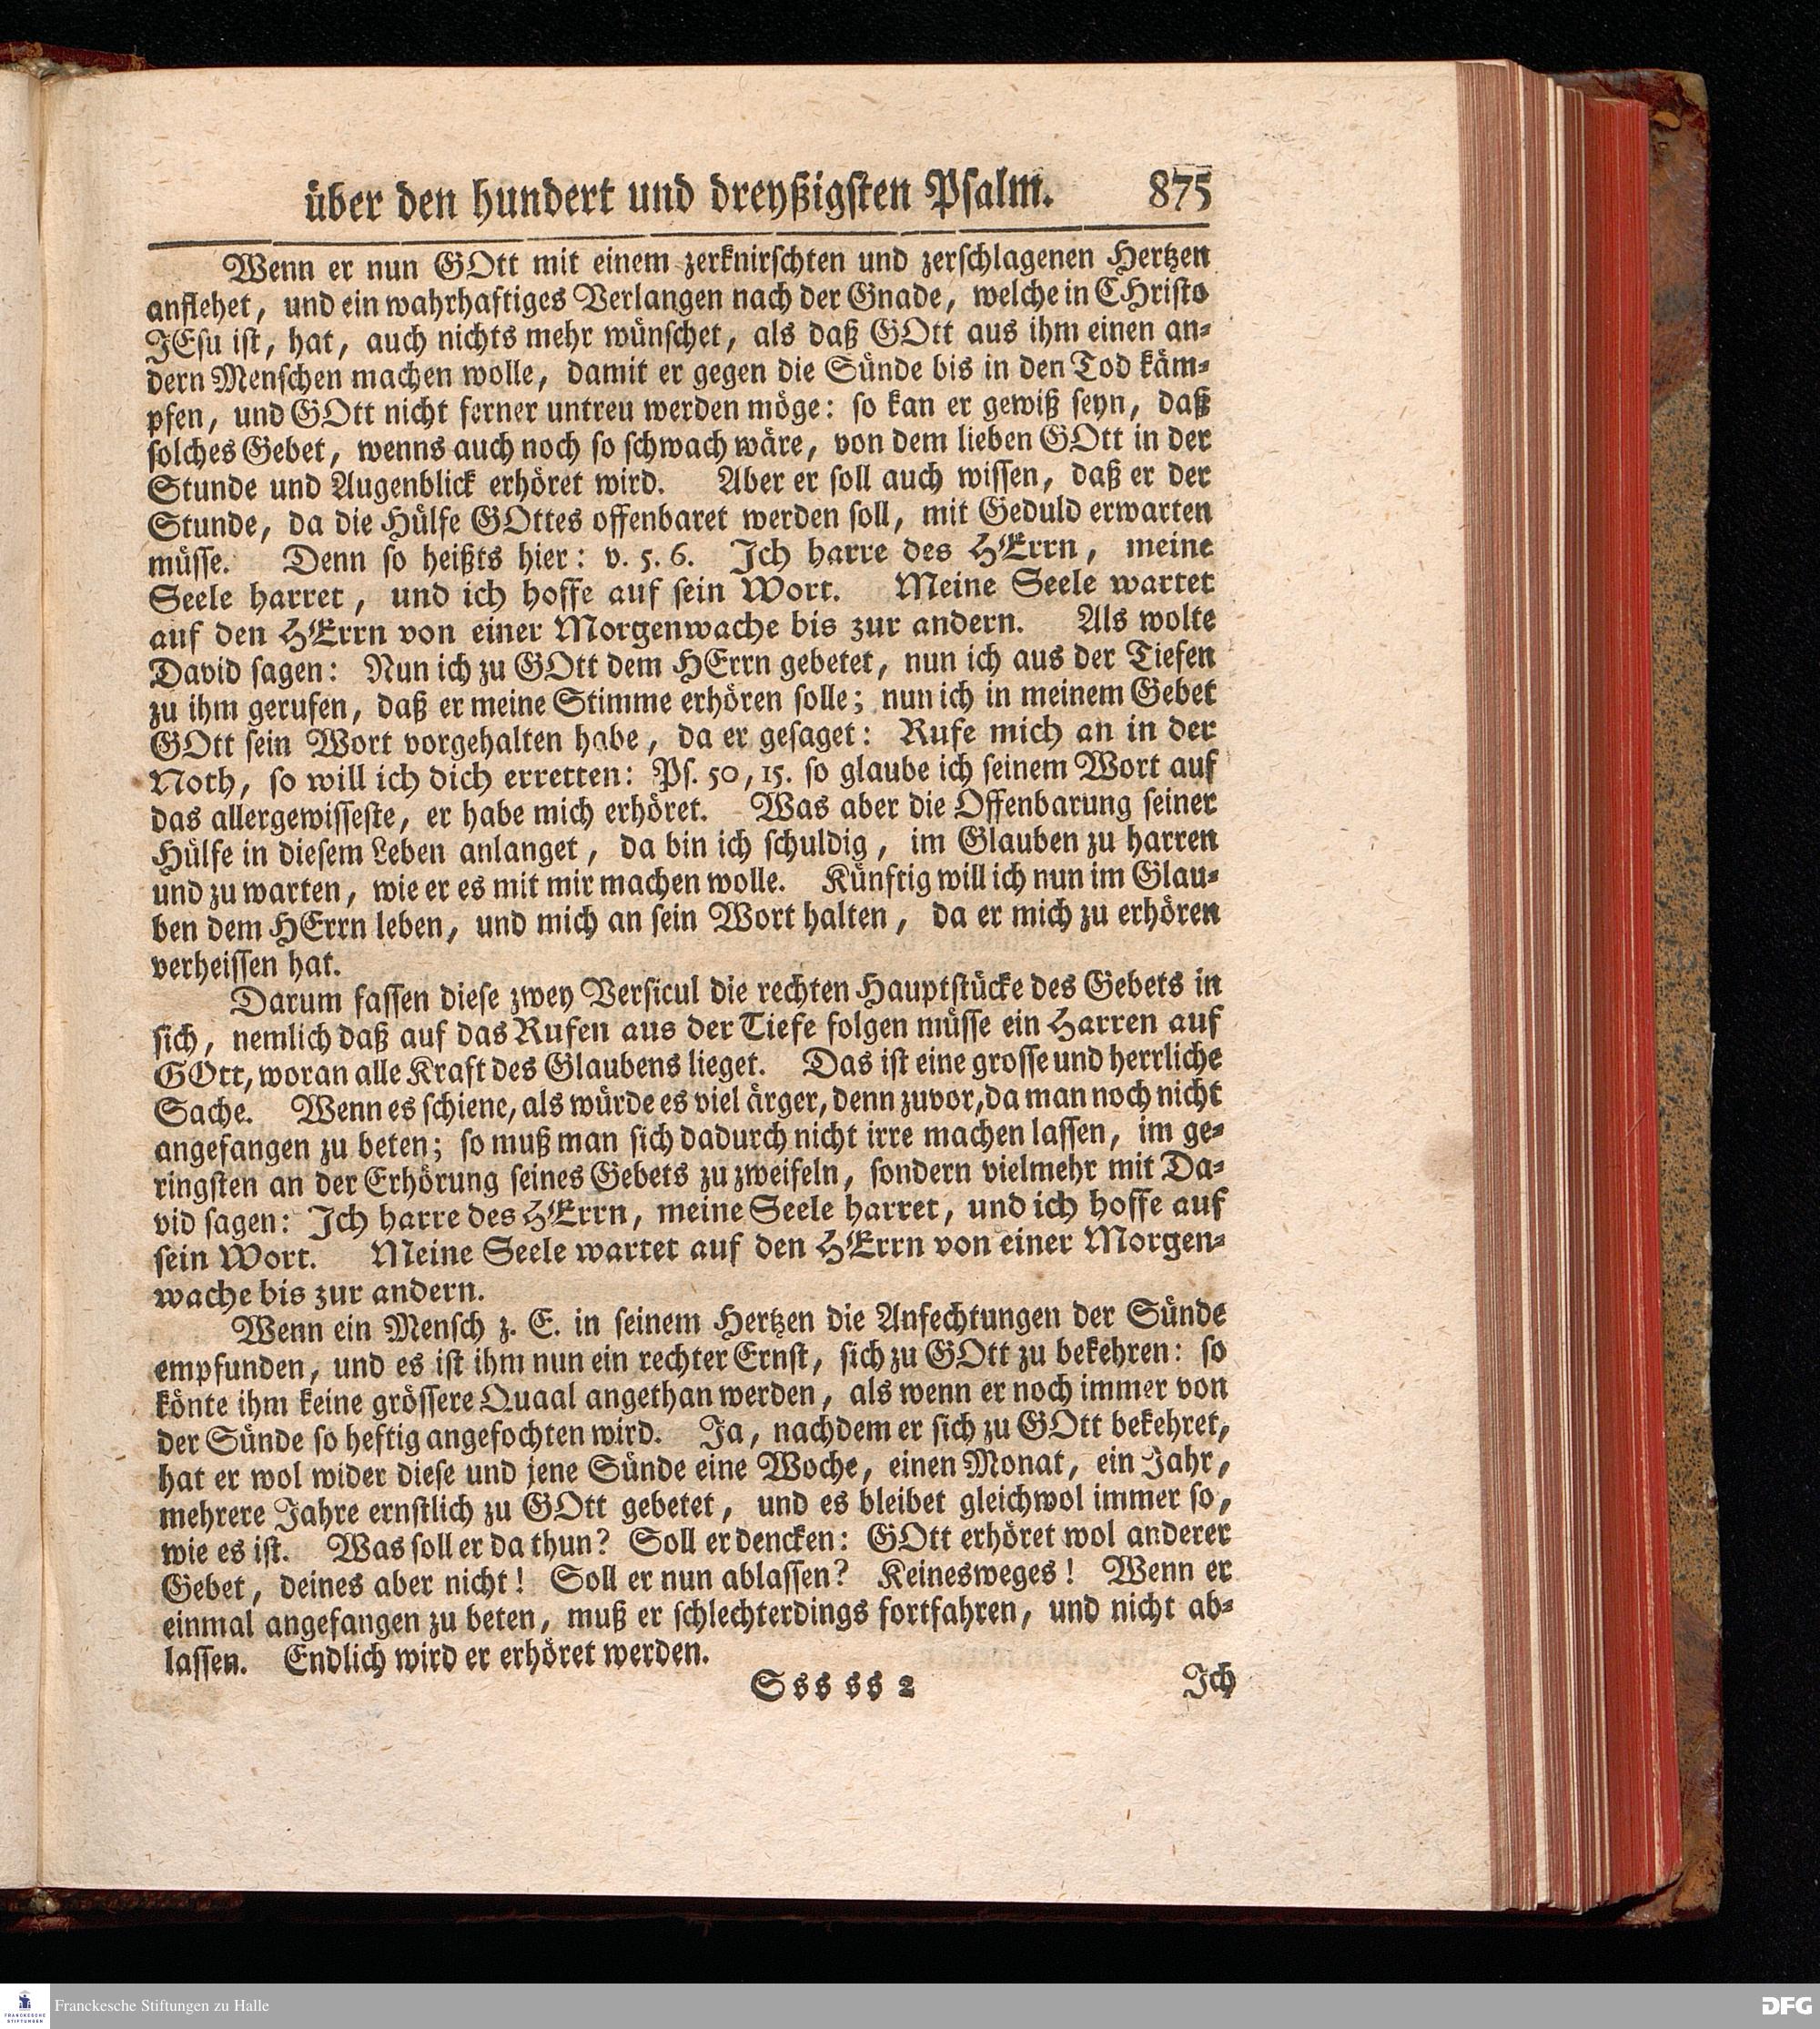 über den hundert und dreyßigsten Psalm. 875
Wenn er nun GOtt mit einem zerknirschten und zerschlagenen Hertzen
anflehet, und ein wahrhaftiges Verlangen nach der Gnade, welche in CHristo
JEsu ist, hat, auch nichts mehr wünschet, als daß GOtt aus ihm einen an-
dern Menschen machen wolle, damit er gegen die Sünde bis in den Tod käm-
pfen, und GOtt nicht ferner untreu werden möge: so kan er gewiß seyn, daß
solches Gebet, wenns auch noch so schwach wäre, von dem lieben GOtt in der
Stunde und Augenblick erhöret wird. Aber er soll auch wissen, daß er der
Stunde, da die Hülfe GOttes offenbaret werden soll, mit Geduld erwarten
müsse. Denn so heißts hier: v. 5. 6. Ich harre des HErrn, meine
Seele harret, und ich hoffe auf sein Wort. Meine Seele wartet
auf den HErrn von einer Morgenwache bis zur andern. Als wolte
David sagen: Nun ich zu GOtt dem HErrn gebetet, nun ich aus der Tiefen
zu ihm gerufen, daß er meine Stimme erhören solle; nun ich in meinem Gebet
GOtt sein Wort vorgehalten habe, da er gesaget: Rufe mich an in der
Noth, so will ich dich erretten: Ps. 50, 15. so glaube ich seinem Wort auf
das allergewisseste, er habe mich erhöret. Was aber die Offenbarung seiner
Hülfe in diesem Leben anlanget, da bin ich schuldig, im Glauben zu harren
und zu warten, wie er es mit mir machen wolle. Künftig will ich nun im Glau-
ben dem HErrn leben, und mich an sein Wort halten, da er mich zu erhören
verheissen hat.
Darum fassen diese zwey Versicul die rechten Hauptstücke des Gebets in
sich, nemlich daß auf das Rufen aus der Tiefe folgen müsse ein Harren auf
GOtt, woran alle Kraft des Glaubens lieget. Das ist eine grosse und herrliche
Sache. Wenn es schiene, als würde es viel ärger, denn zuvor, da man noch nicht
angefangen zu beten; so muß man sich dadurch nicht irre machen lassen, im ge-
ringsten an der Erhörung seines Gebets zu zweifeln, sondern vielmehr mit Da-
vid sagen: Ich harre des HErrn, meine Seele harret, und ich hoffe auf
sein Wort. Meine Seele wartet auf den HErrn von einer Morgen-
wache bis zur andern.
Wenn ein Mensch z. E. in seinem Hertzen die Anfechtungen der Sünde
empfunden, und es ist ihm nun ein rechter Ernst, sich zu GOtt zu bekehren: so
könte ihm keine grössere Quaal angethan werden, als wenn er noch immer von
der Sünde so heftig angefochten wird. Ja, nachdem er sich zu GOtt bekehret,
hat er wol wider diese und jene Sünde eine Woche, einen Monat, ein Jahr,
mehrere Jahre ernstlich zu GOtt gebetet, und es bleibet gleichwol immer so,
wie es ist. Was soll er da thun? Soll er dencken: GOtt erhöret wol anderer
Gebet, deines aber nicht! Soll er nun ablassen? Keinesweges! Wenn er
einmal angefangen zu beten, muß er schlechterdings fortfahren, und nicht ab-
lassen. Endlich wird er erhöret werden.
Sss ss 2 Ich
FRANCKESCHE STIFTUNGEN
Franckesche Stiftungen zu Halle
DFG